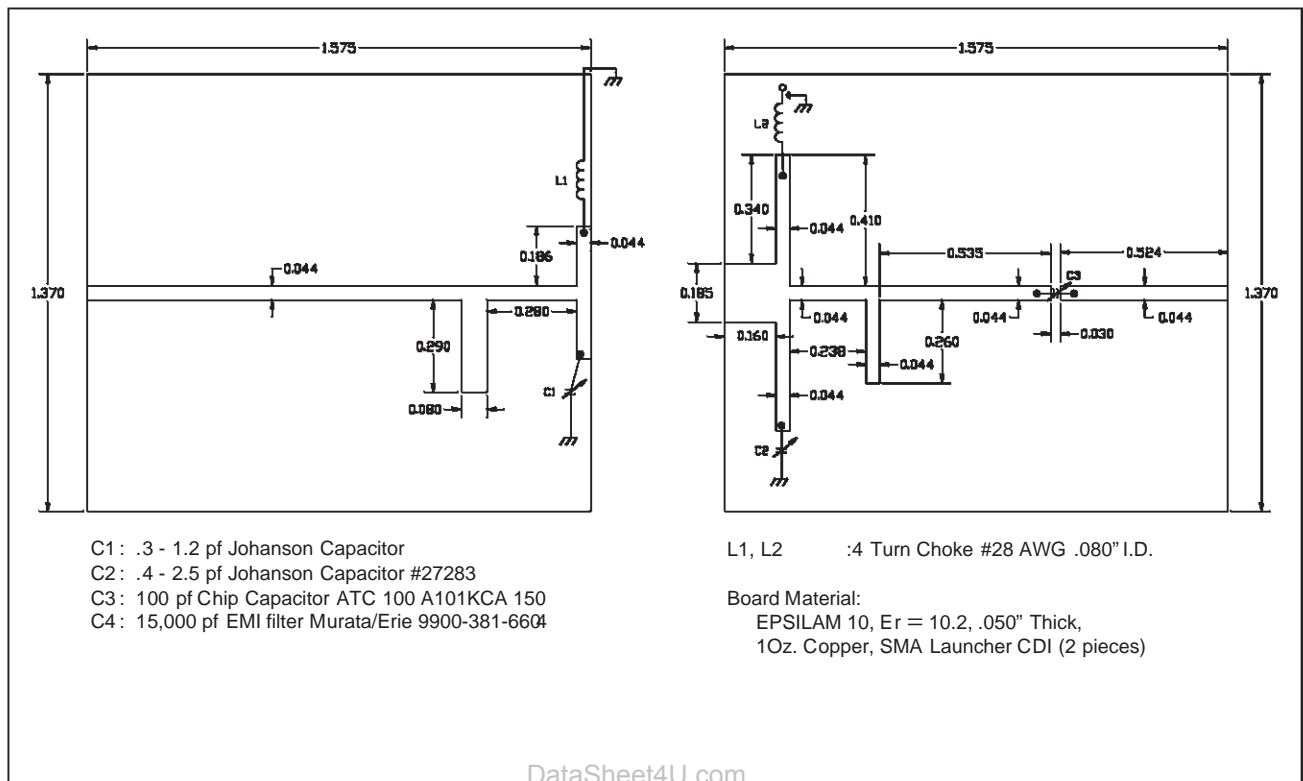 1.575
1.370
L1
0.186
0.044
0.044
0.280
0.290
0.080
C1
1.575
L2
0.340
0.044
0.410
0.535
0.524
C3
0.185
1.370
0.044
0.044
0.044
0.160
0.238
0.260
0.030
0.044
0.044
C2
C1 : .3 - 1.2 pf Johanson Capacitor
C2 : .4 - 2.5 pf Johanson Capacitor #27283
C3 : 100 pf Chip Capacitor ATC 100 A101KCA 150
C4 : 15,000 pf EMI filter Murata/Erie 9900-381-6604
L1, L2 :4 Turn Choke #28 AWG .080” I.D.
Board Material:
EPSILAM 10, Er = 10.2, .050” Thick,
1Oz. Copper, SMA Launcher CDI (2 pieces)
DataSheet4U.com